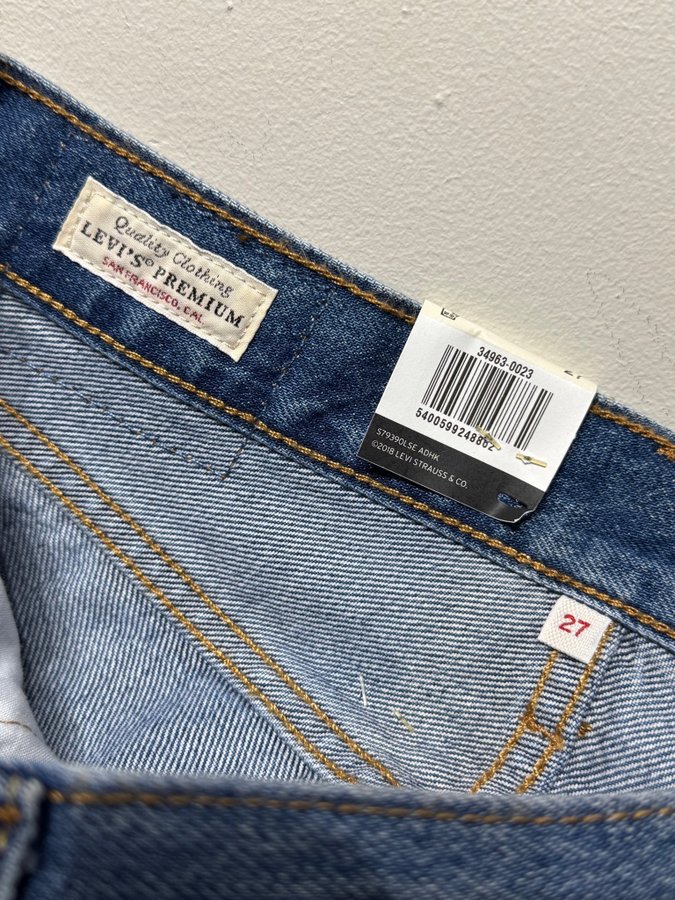 Quality Clothing
LEVI'S® PREMIUM
SAN FRANCISCO, CAL
34963-0023
5400599248862
S79390LSE ADHK
©2018 LEVI STRAUSS & CO.
27